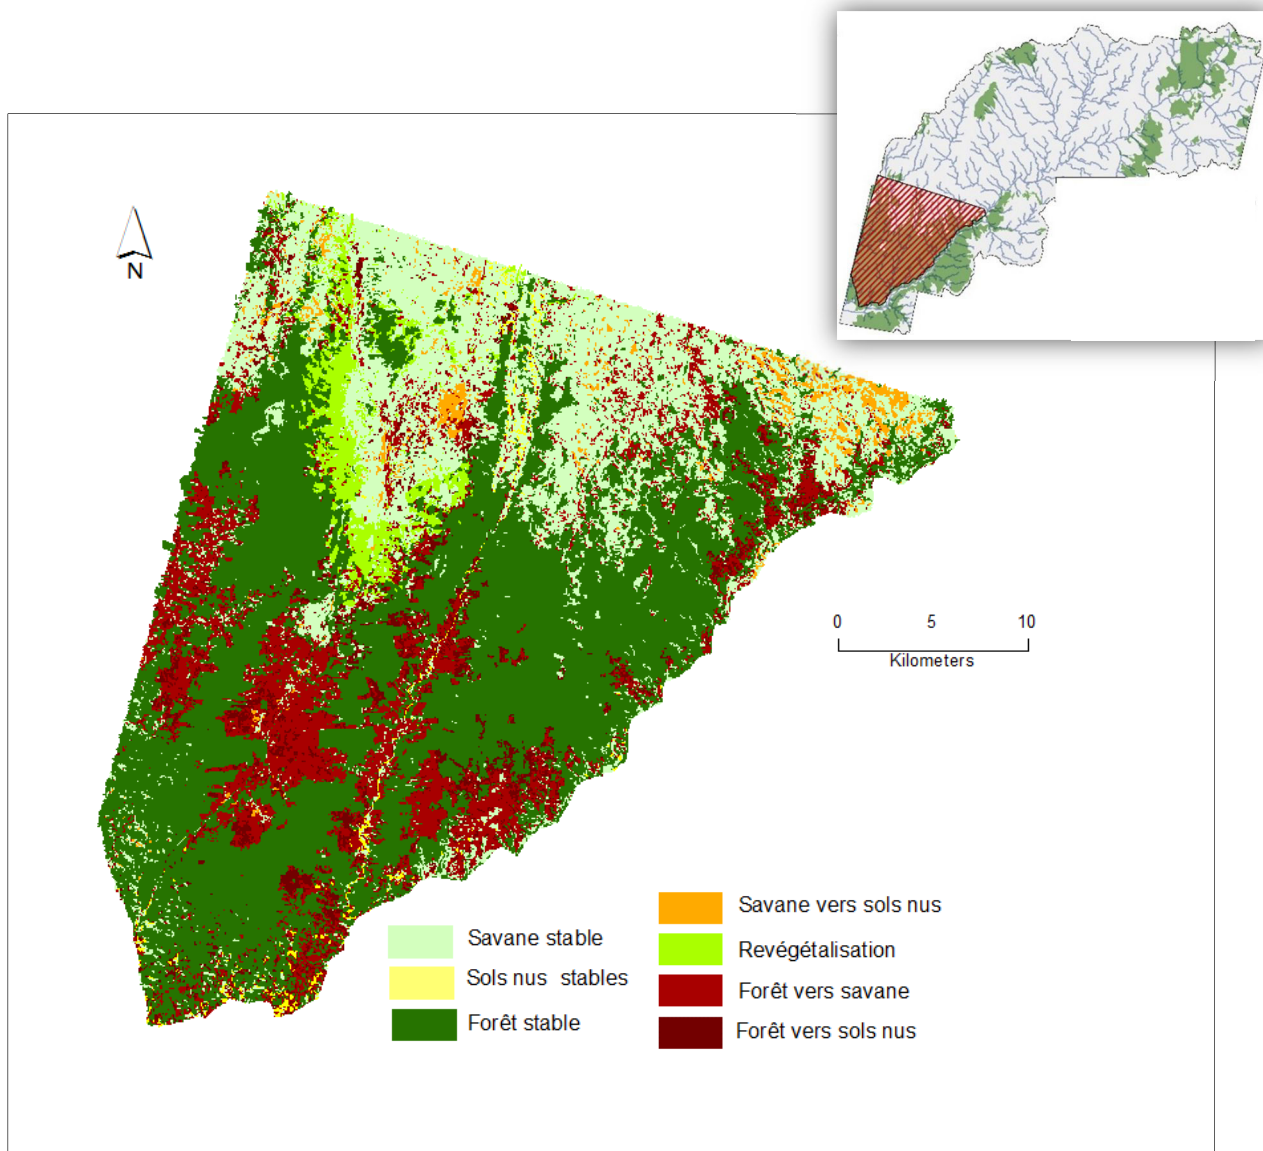 N
0 5 10
Kilometers
Savane stable
Sols nus stables
Forêt stable
Savane vers sols nus
Revégétalisation
Forêt vers savane
Forêt vers sols nus